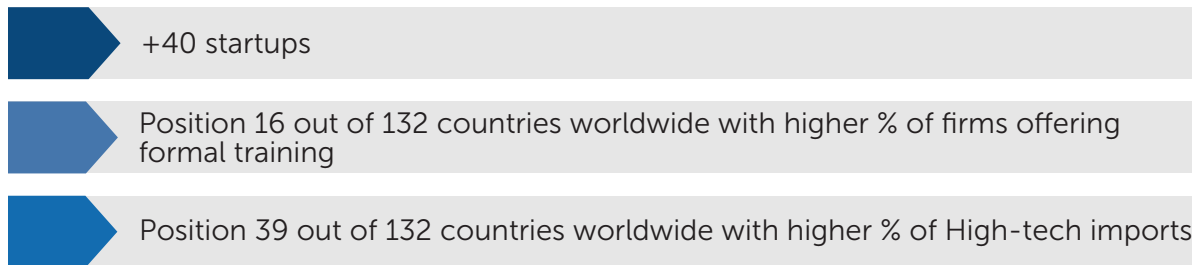 +40 startups
Position 16 out of 132 countries worldwide with higher % of firms offering
formal training
Position 39 out of 132 countries worldwide with higher % of High-tech imports